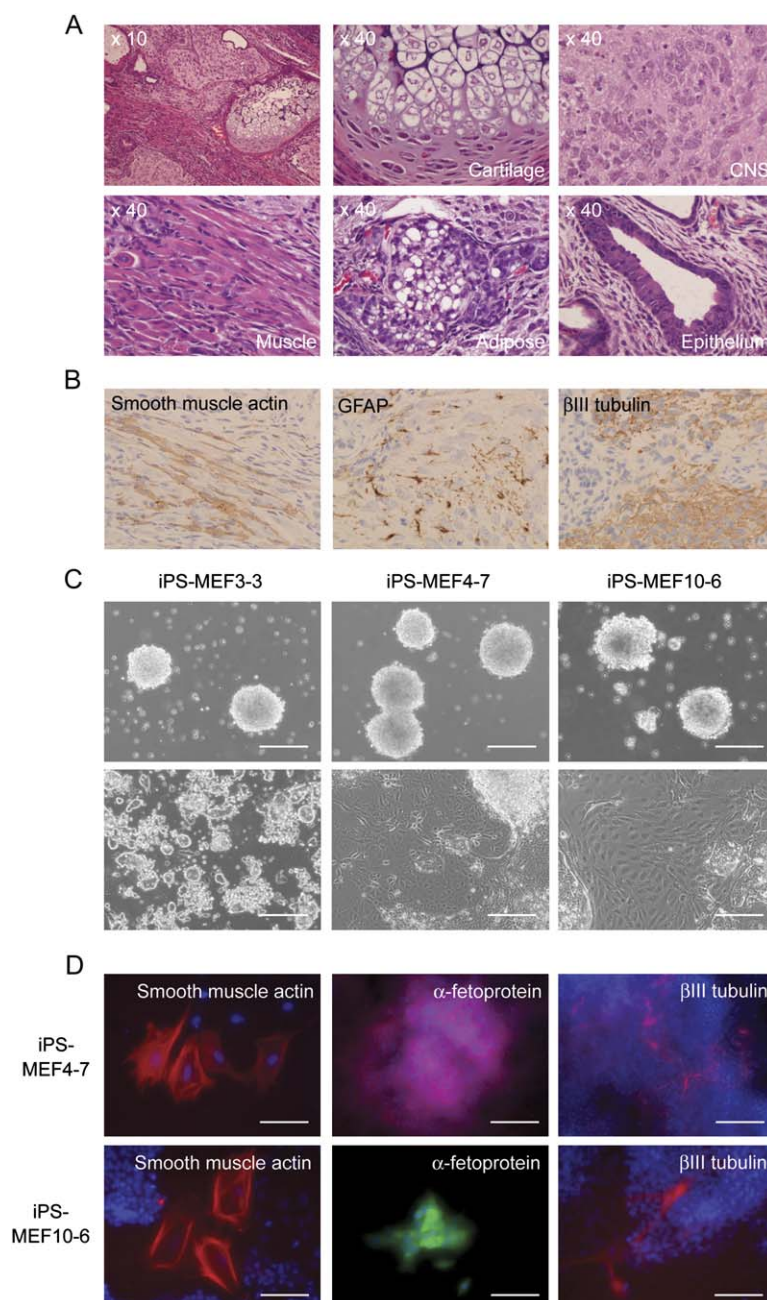 A
x 10
x 40
Cartilage
x 40
CNS
x 40
Muscle
x 40
Adipose
x 40
Epithelium
B
Smooth muscle actin
GFAP
βIII tubulin
C
iPS-MEF3-3
iPS-MEF4-7
iPS-MEF10-6
D
iPS-
MEF4-7
Smooth muscle actin
α-fetoprotein
βIII tubulin
iPS-
MEF10-6
Smooth muscle actin
α-fetoprotein
βIII tubulin